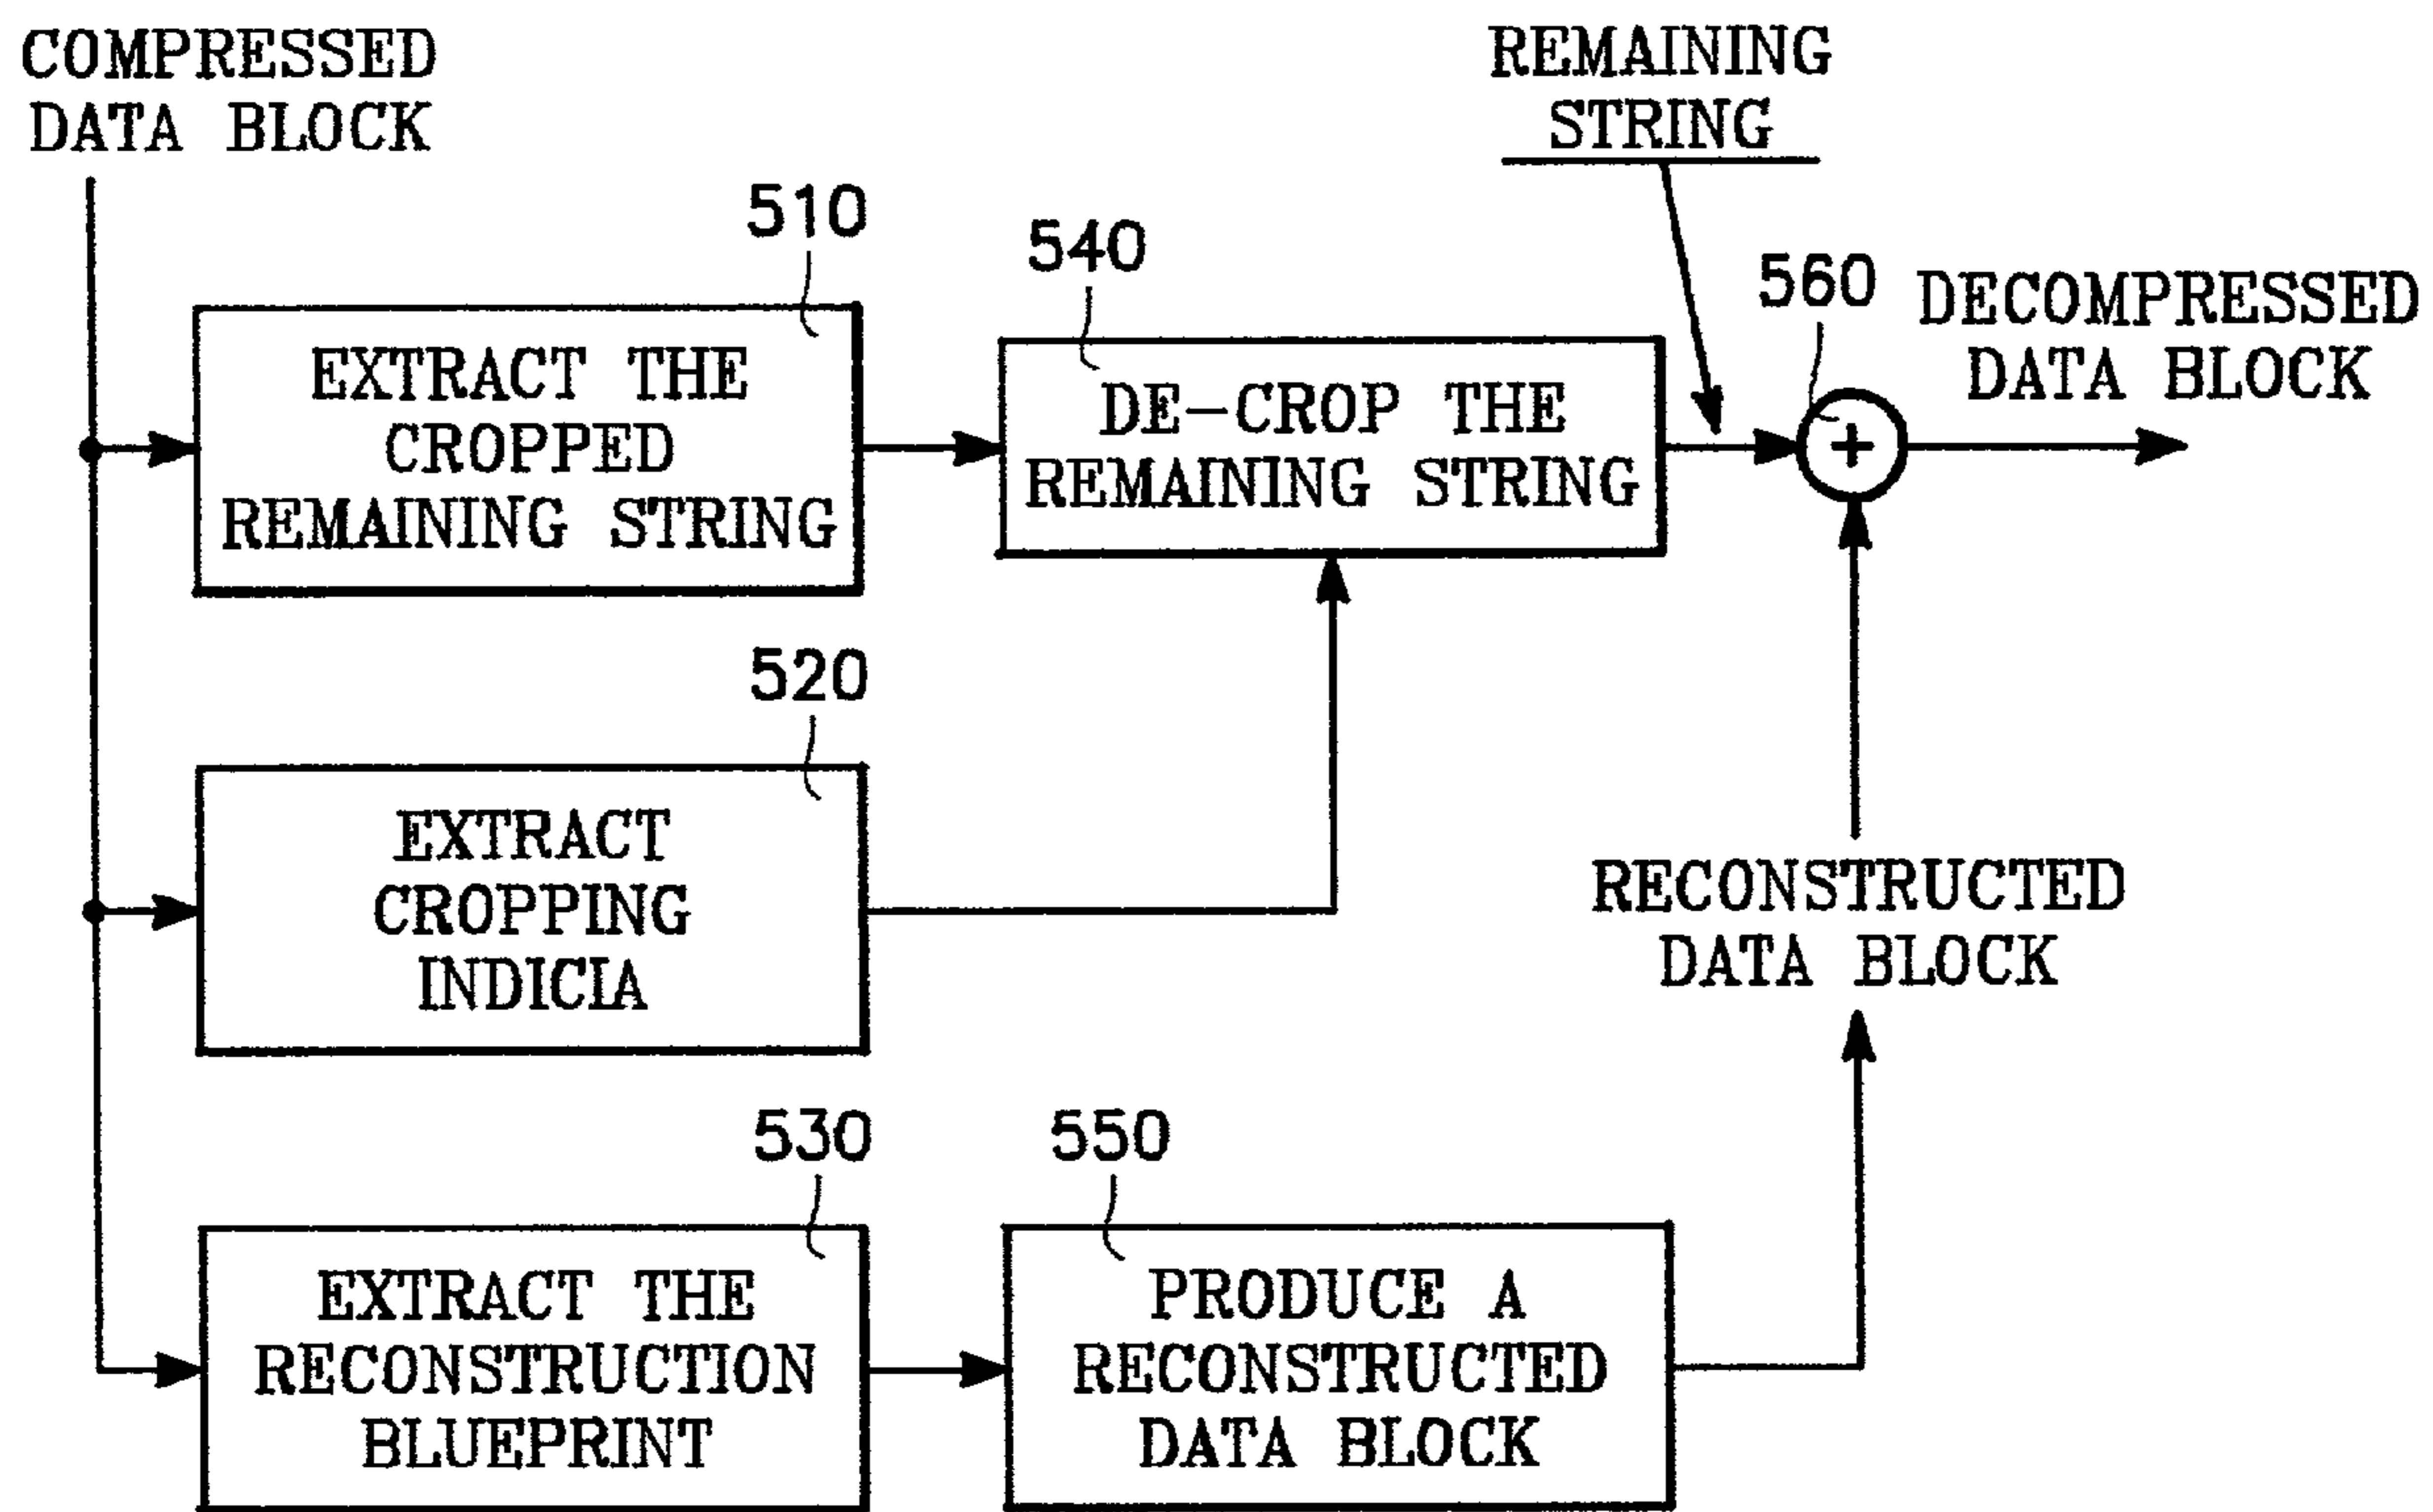 COMPRESSED
DATA BLOCK
REMAINING
STRING
510
540
560
DECOMPRESSED
DATA BLOCK
EXTRACT THE
CROPPED
REMAINING STRING
DE-CROP THE
REMAINING STRING
+
520
EXTRACT
CROPPING
INDICIA
RECONSTRUCTED
DATA BLOCK
530
550
EXTRACT THE
RECONSTRUCTION
BLUEPRINT
PRODUCE A
RECONSTRUCTED
DATA BLOCK